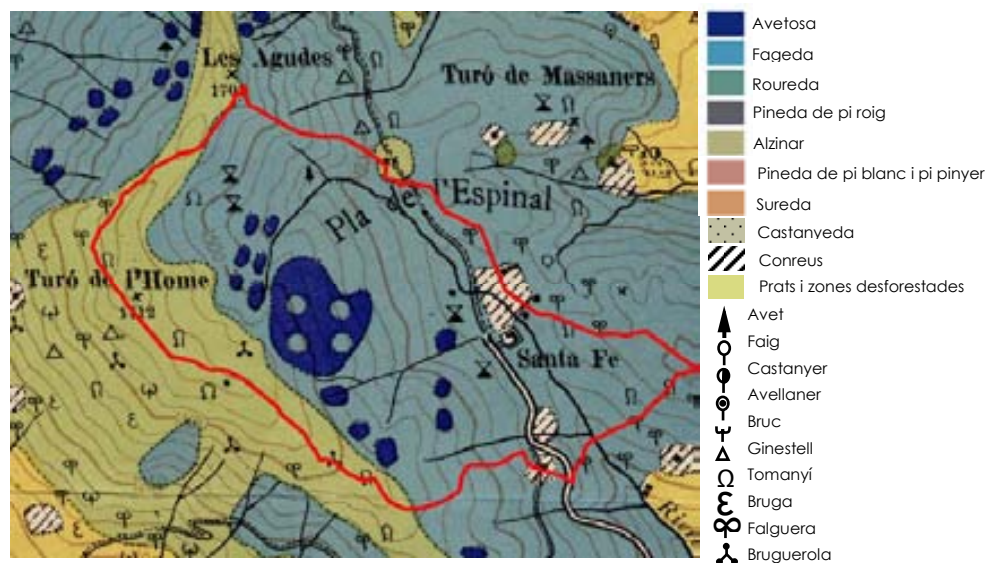 Les Agudes
Turó de Massaners
Pla de l'Espinal
Turó de l'Home
1712
Santa Fe
Avetosa
Fageda
Roureda
Pineda de pi roig
Alzinar
Pineda de pi blanc i pi pinyer
Sureda
Castanyeda
Conreus
Prats i zones desforestades
Avet
Faig
Castanyer
Avellaner
Bruc
Ginestell
Tomanyí
Bruga
Falguera
Bruguerola